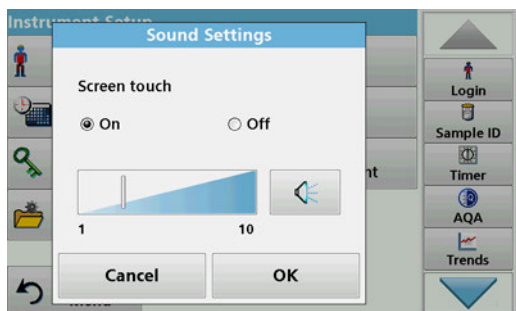 Sound Settings
Screen touch
On
Off
1
10
Cancel
OK
Login
Sample ID
Timer
AQA
Trends